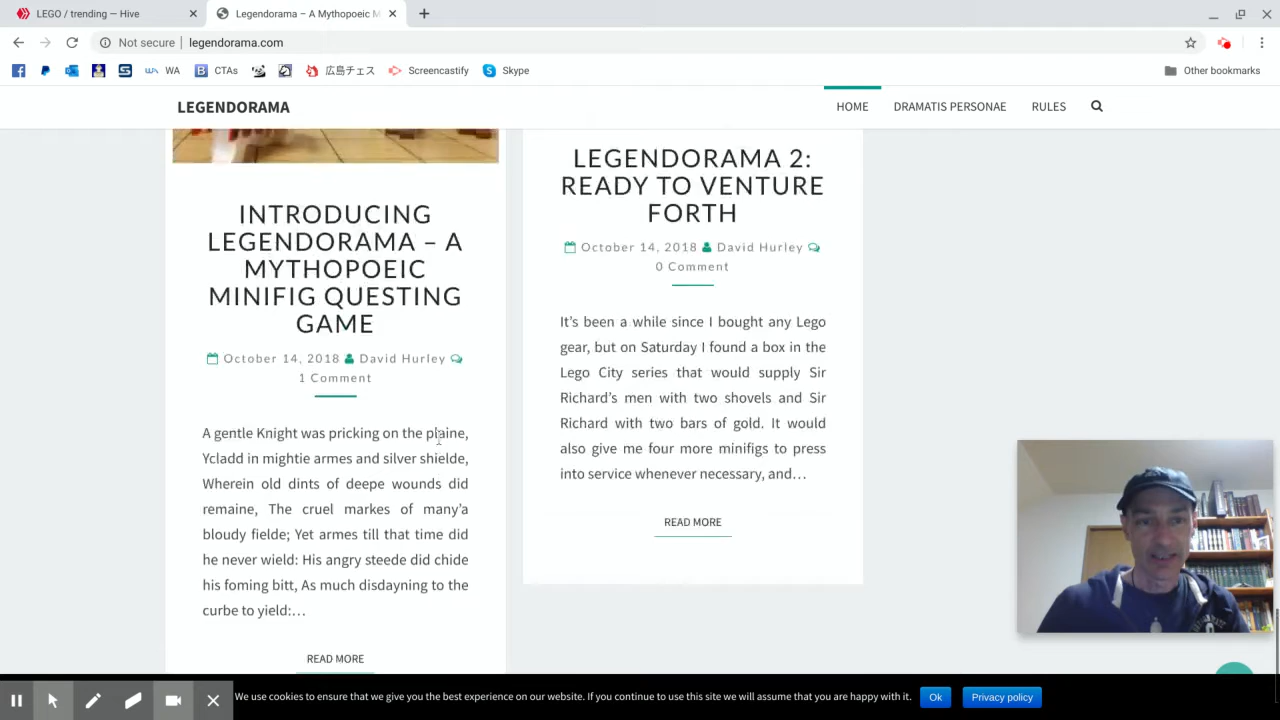 LEGO / trending — Hive
Legendorama – A Mythopoeic M
Not secure
legendorama.com
WA
CTAs
広島チェス
Screencastify
Skype
Other bookmarks
LEGENDORAMA
HOME
DRAMATIS PERSONAE
RULES
INTRODUCING
LEGENDORAMA – A
MYTHOPOEIC
MINIFIG QUESTING
GAME
October 14, 2018 David Hurley
1 Comment
A gentle Knight was pricking on the plaine,
Ycladd in mightie armes and silver shielde,
Wherein old dints of deepe wounds did
remaine, The cruel markes of many’a
bloudy fielde; Yet armes till that time did
he never wield: His angry steede did chide
his foming bitt, As much disdayning to the
curbe to yield:…
READ MORE
LEGENDORAMA 2:
READY TO VENTURE
FORTH
October 14, 2018 David Hurley
0 Comment
It’s been a while since I bought any Lego
gear, but on Saturday I found a box in the
Lego City series that would supply Sir
Richard’s men with two shovels and Sir
Richard with two bars of gold. It would
also give me four more minifigs to press
into service whenever necessary, and…
READ MORE
We use cookies to ensure that we give you the best experience on our website. If you continue to use this site we will assume that you are happy with it.
Ok
Privacy policy